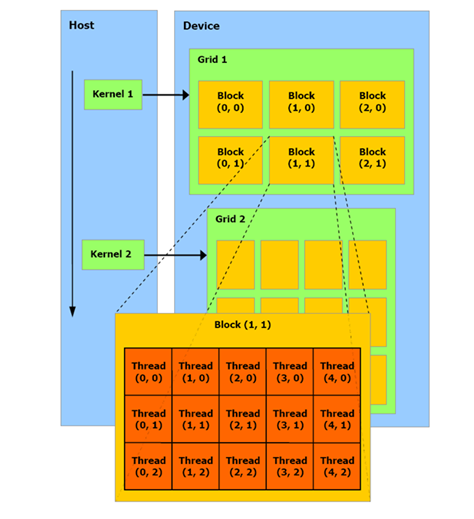 Host
Device
Grid 1
Kernel 1
Block
(0, 0)
Block
(1, 0)
Block
(2, 0)
Block
(0, 1)
Block
(1, 1)
Block
(2, 1)
Grid 2
Kernel 2
Block (1, 1)
Thread
(0, 0)
Thread
(1, 0)
Thread
(2, 0)
Thread
(3, 0)
Thread
(4, 0)
Thread
(0, 1)
Thread
(1, 1)
Thread
(2, 1)
Thread
(3, 1)
Thread
(4, 1)
Thread
(0, 2)
Thread
(1, 2)
Thread
(2, 2)
Thread
(3, 2)
Thread
(4, 2)